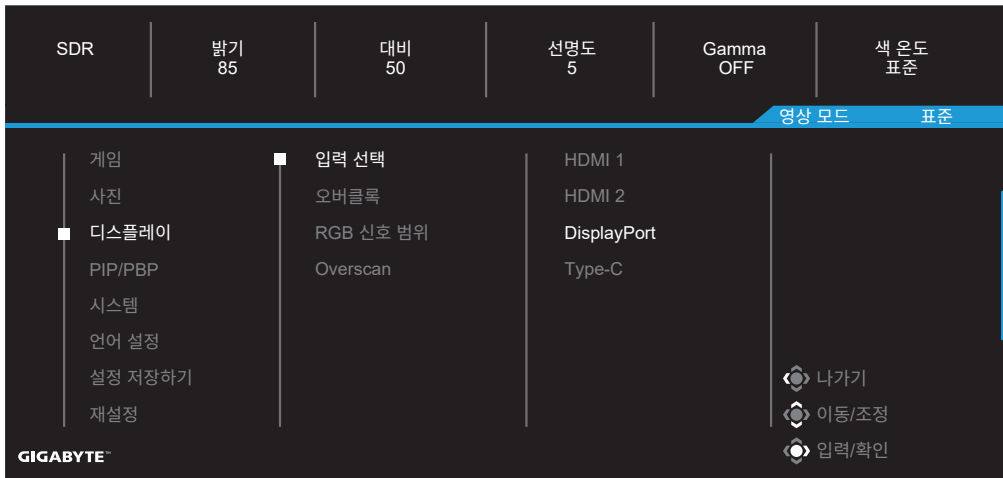 SDR 밝기 대비 선명도 Gamma 색 온도
85 50 5 OFF 표준
영상 모드 표준
게임 입력 선택 HDMI 1
사진 오버클록 HDMI 2
디스플레이 RGB 신호 범위 DisplayPort
PIP/PBP Overscan Type-C
시스템
언어 설정
설정 저장하기 나가기
재설정 이동/조정
GIGABYTE™ 입력/확인